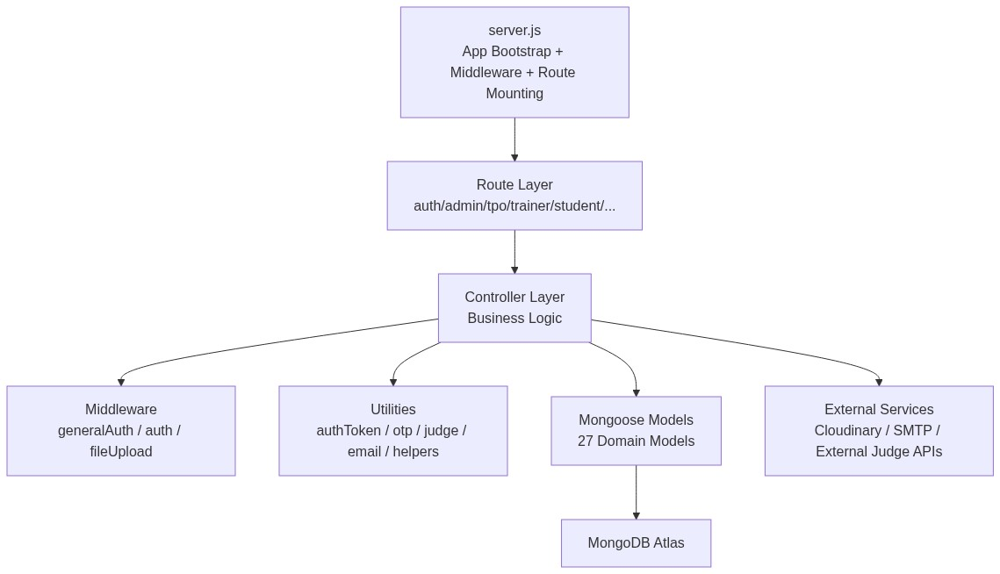 server.js
App Bootstrap +
Middleware + Route
Mounting
Route Layer
auth/admin/tpo/trainer/student/...
Controller Layer
Business Logic
Middleware
generalAuth / auth /
fileUpload
Utilities
authToken / otp / judge /
email / helpers
Mongoose Models
27 Domain Models
External Services
Cloudinary / SMTP /
External Judge APIs
MongoDB Atlas